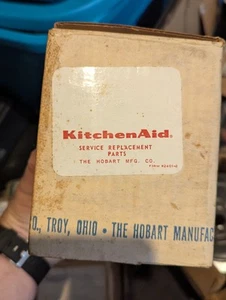 KitchenAid®
SERVICE REPLACEMENT
PARTS
THE HOBART MFG. CO.
O., TROY, OHIO • THE HOBART MANUFAC